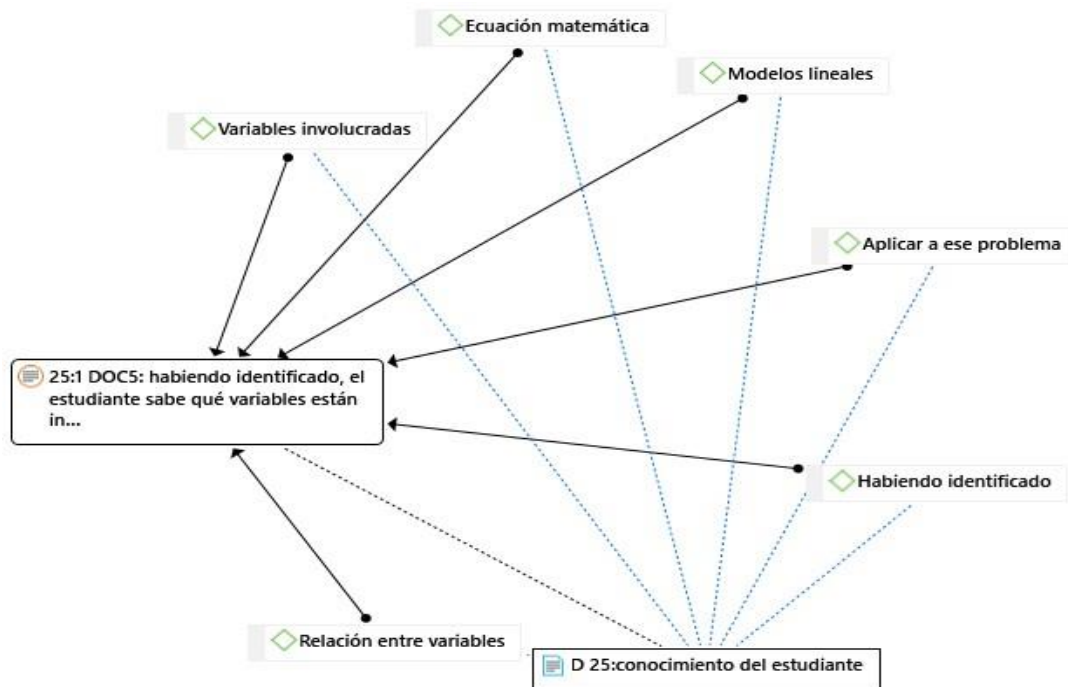 Ecuación matemática
Modelos lineales
Variables involucradas
Aplicar a ese problema
25:1 DOC5: habiendo identificado, el
estudiante sabe qué variables están
in...
Habiendo identificado
Relación entre variables
D 25:conocimiento del estudiante